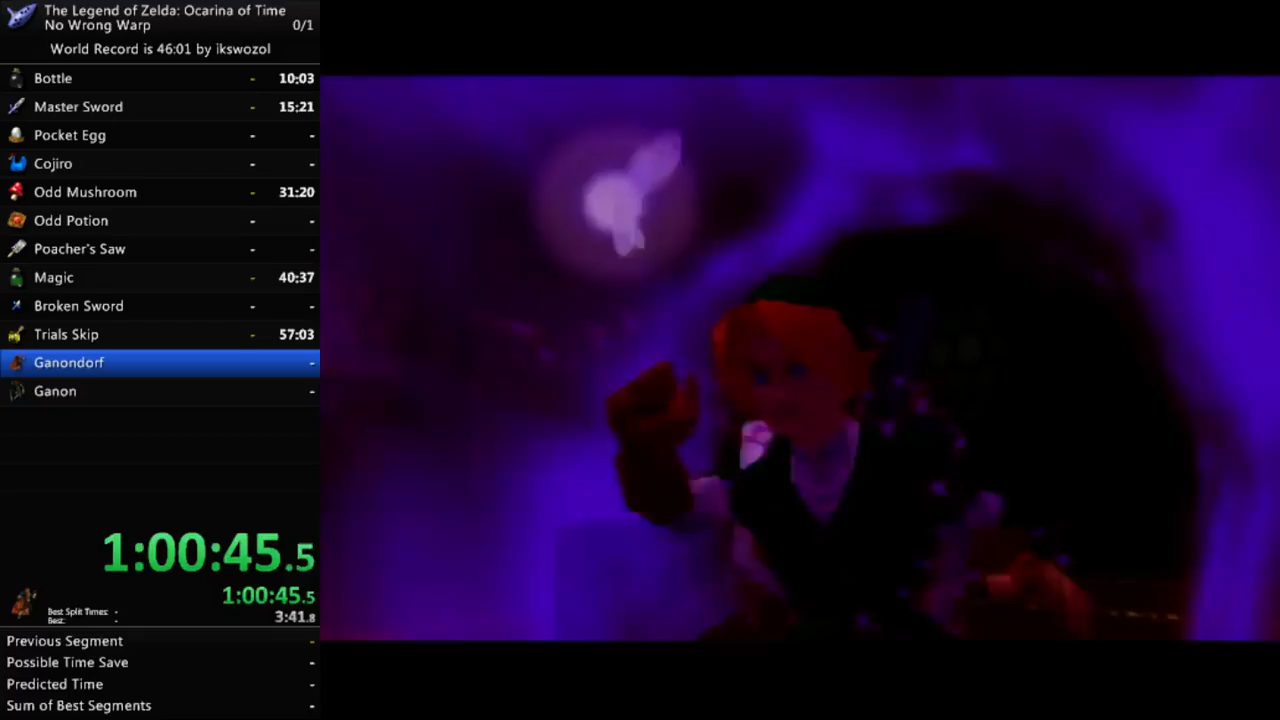 The Legend of Zelda: Ocarina of Time
No Wrong Warp 0/1
World Record is 46:01 by ikswozol
Bottle - 10:03
Master Sword - 15:21
Pocket Egg - -
Cojiro - -
Odd Mushroom - 31:20
Odd Potion - -
Poacher's Saw - -
Magic - 40:37
Broken Sword - -
Trials Skip - 57:03
Ganondorf -
Ganon -
1:00:45.5
1:00:45.5
Best Split Times: -
Best: - 3:41.8
Previous Segment -
Possible Time Save -
Predicted Time -
Sum of Best Segments -